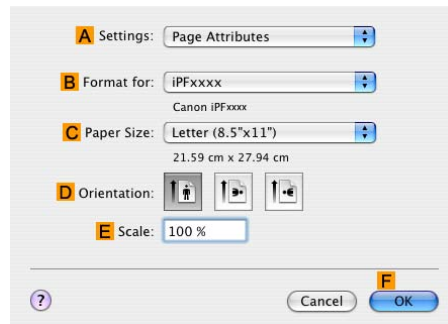 A Settings: Page Attributes
B Format for: iPFxxxx
Canon iPFxxxx
C Paper Size: Letter (8.5"x11")
21.59 cm x 27.94 cm
D Orientation:
E Scale: 100 %
F
? Cancel OK